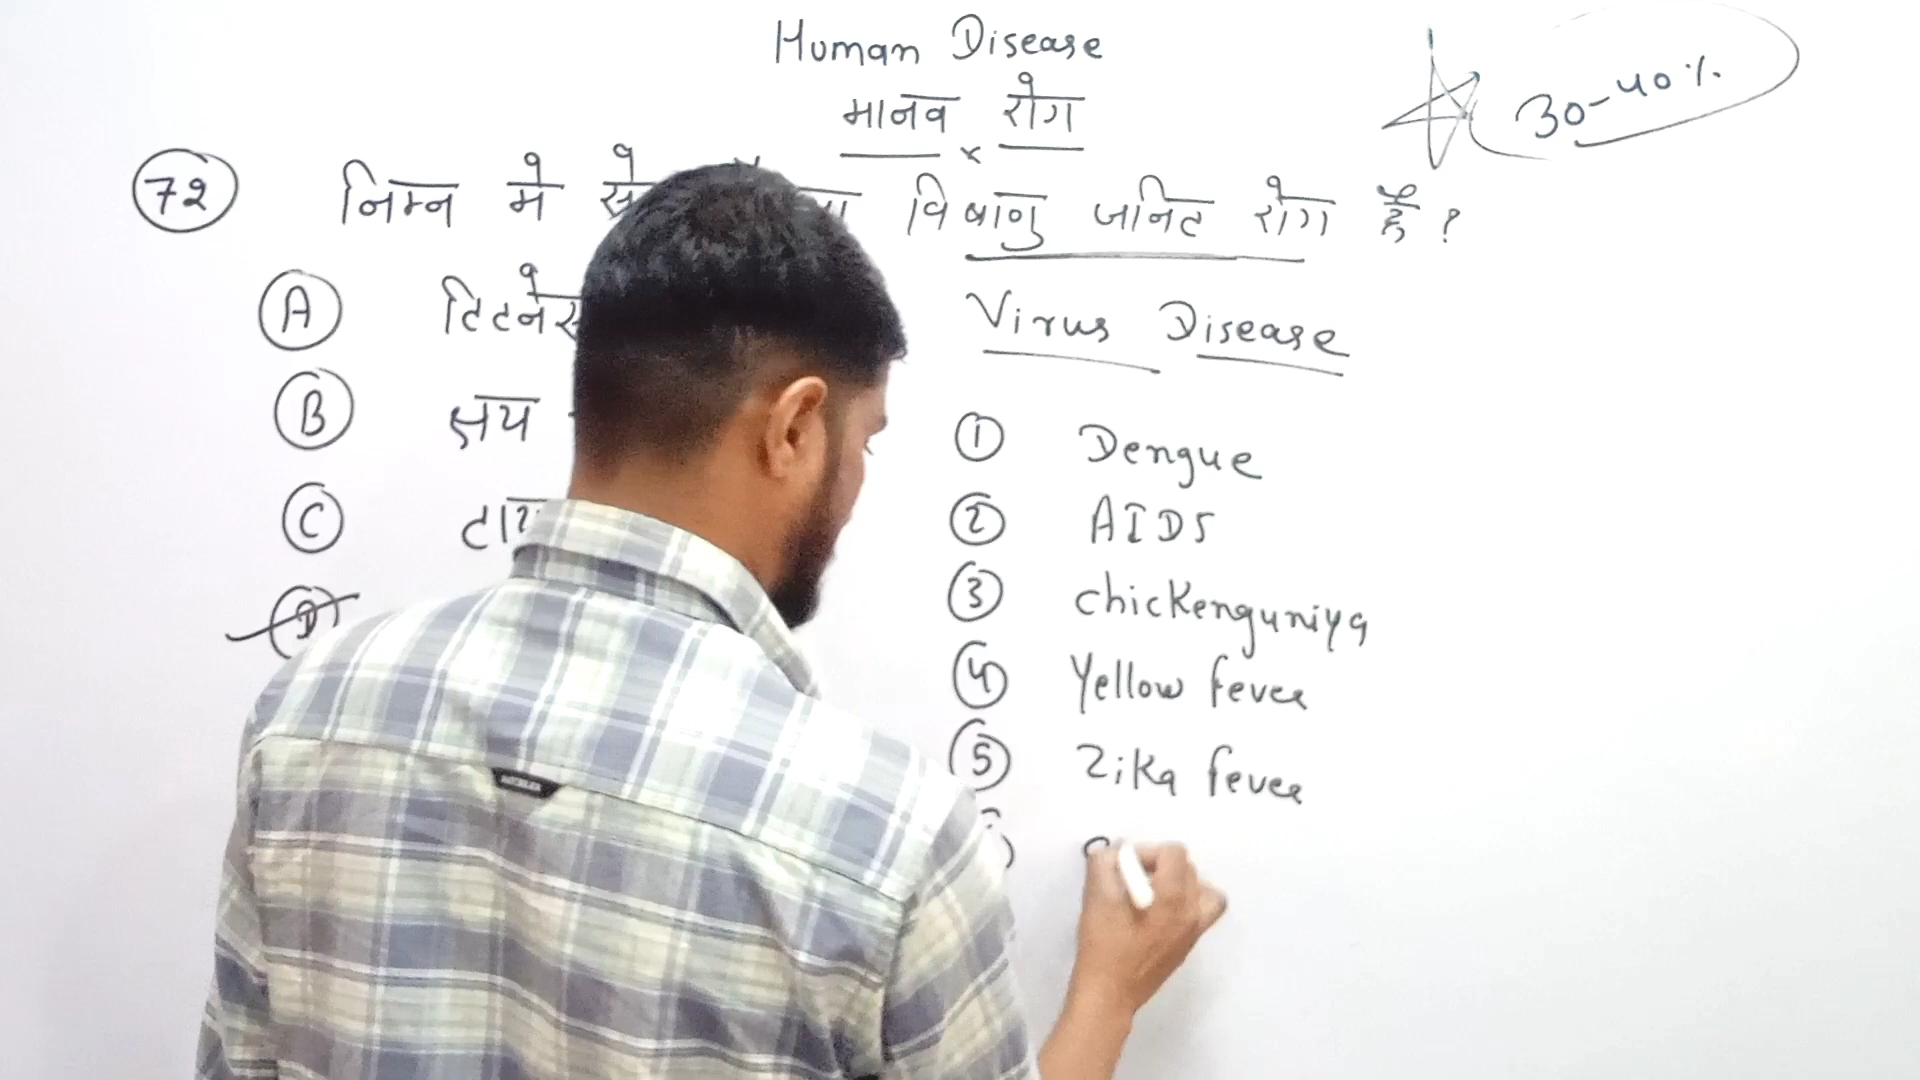 Human Disease
मानव रोग
30-40%
72 निम्न मे से विषाणु जनित रोग है ?
A टिटनेस
Virus Disease
B क्षय
1 Dengue
C
2 AIDS
3 chickenguniya
D
4 Yellow fever
5 Zika fever